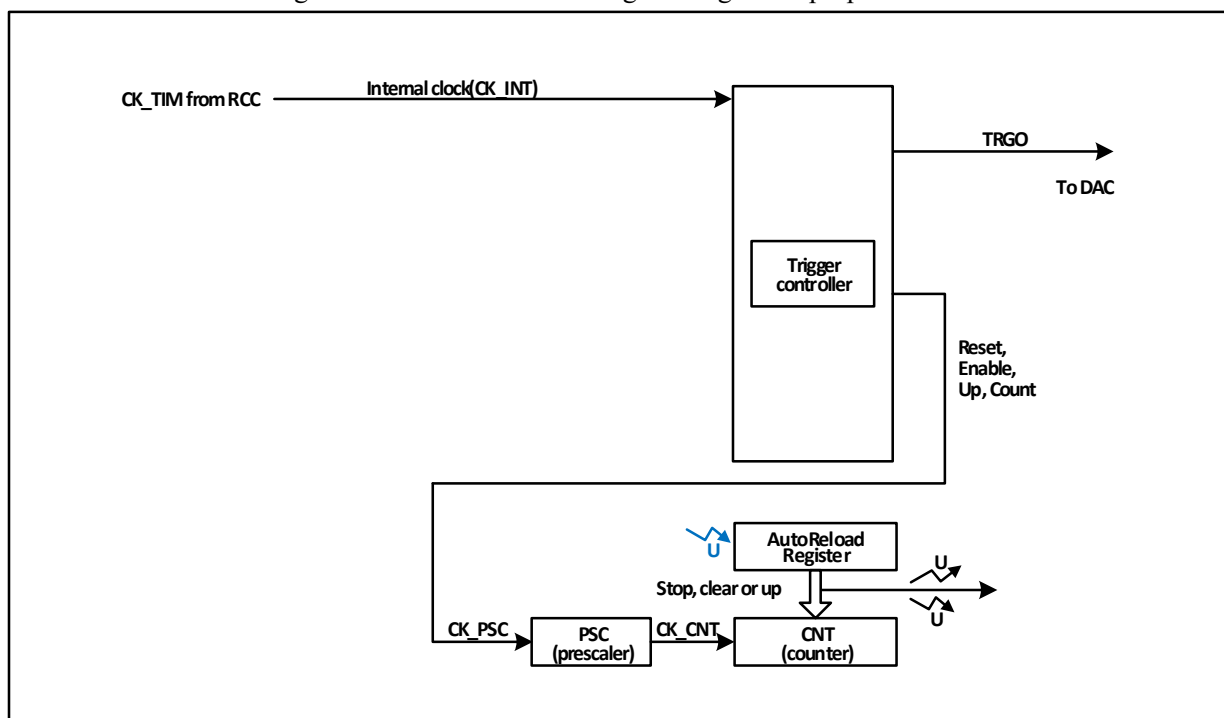 Internal clock(CK_INT)
CK_TIM from RCC
TRGO
To DAC
Trigger
controller
Reset,
Enable,
Up, Count
AutoReload
Register
U
U
Stop, clear or up
U
CK_PSC
PSC
(prescaler)
CK_CNT
CNT
(counter)